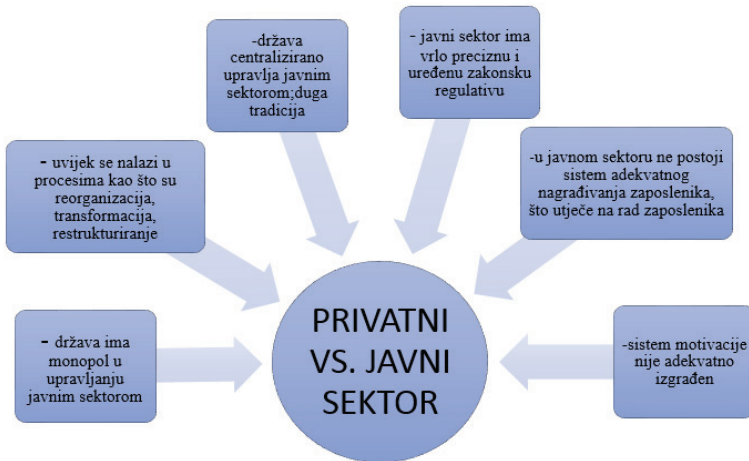 -država
centralizirano
upravlja javnim
sektorom;duga
tradicija
- javni sektor ima
vrlo preciznu i
uređenu zakonsku
regulativu
- uvijek se nalazi u
procesima kao što su
reorganizacija,
transformacija,
restrukturiranje
-u javnom sektoru ne postoji
sistem adekvatnog
nagrađivanja zaposlenika,
što utječe na rad zaposlenika
- država ima
monopol u
upravljanju
javnim sektorom
PRIVATNI
VS. JAVNI
SEKTOR
-sistem motivacije
nije adekvatno
izgrađen